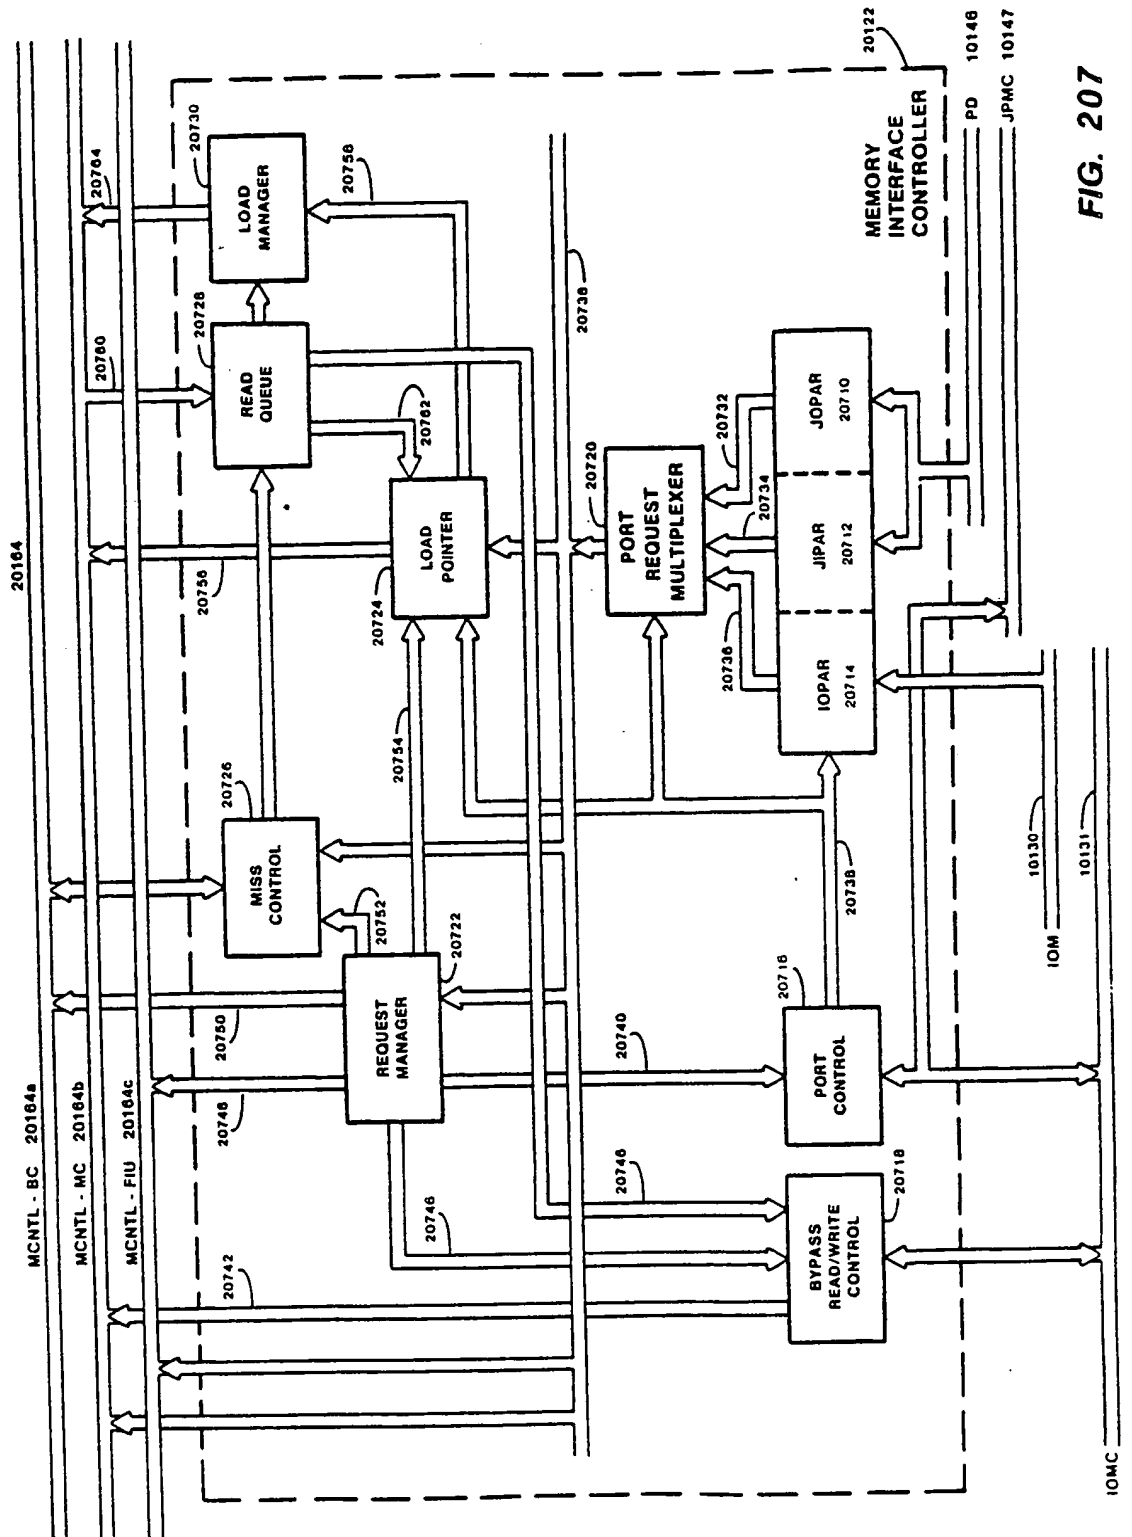 20164
MCNTL - BC 20164a
MCNTL - MC 20164b
MCNTL - FIU 20164c
20742
20746
20750
20756
20760
20764
20122
MISS
CONTROL
20726
READ
QUEUE
20728
LOAD
MANAGER
20730
REQUEST
MANAGER
20722
20752
20754
LOAD
POINTER
20724
20762
20758
20746
20740
20746
20738
PORT
REQUEST
MULTIPLEXER
20720
20736
20734
20732
MEMORY
INTERFACE
CONTROLLER
BYPASS
READ/WRITE
CONTROL
20718
PORT
CONTROL
20716
20738
IOPAR
20714
JIPAR
20712
JOPAR
20710
PD 10146
JPMC 10147
IOM
10130
IOMC
10131
FIG. 207